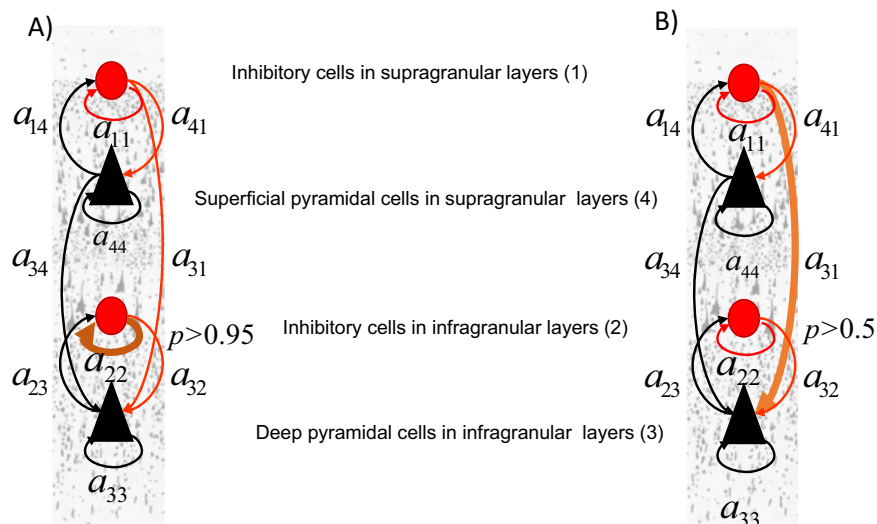 A)
B)
Inhibitory cells in supragranular layers (1)
a14
a11
a41
a14
a11
a41
Superficial pyramidal cells in supragranular layers (4)
a44
a34
a31
a44
a34
a31
Inhibitory cells in infragranular layers (2)
p>0.95
p>0.5
a22
a23
a32
a22
a23
a32
Deep pyramidal cells in infragranular layers (3)
a33
a33